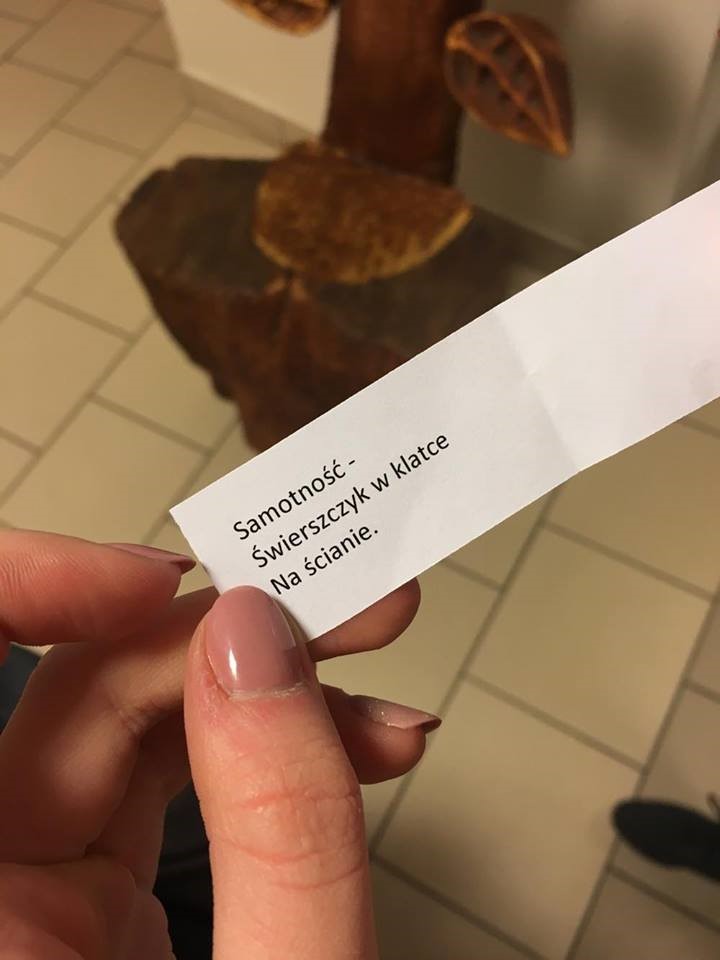 Samotność -
Świerszczyk w klatce
Na ścianie.